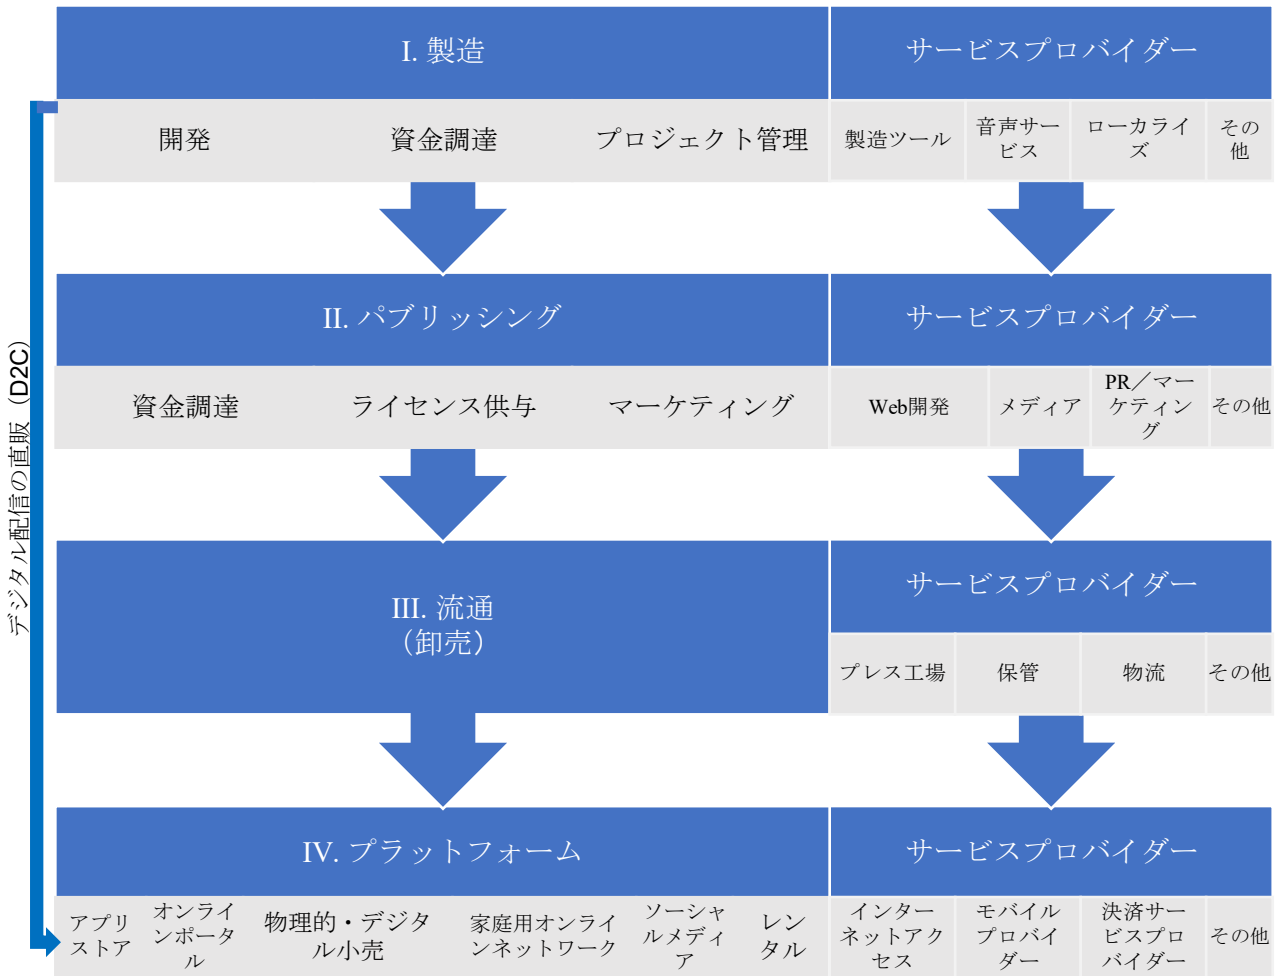 I. 製造
サービスプロバイダー
開発
資金調達
プロジェクト管理
製造ツール
音声サー
ビス
ローカライ
ズ
その
他
II. パブリッシング
サービスプロバイダー
資金調達
ライセンス供与
マーケティング
Web開発
メディア
PR／マー
ケティン
グ
その他
デジタル配信の直販（D2C）
III. 流通
（卸売）
サービスプロバイダー
プレス工場
保管
物流
その他
IV. プラットフォーム
サービスプロバイダー
アプリ
ストア
オンライ
ンポータ
ル
物理的・デジタ
ル小売
家庭用オンライ
ンネットワーク
ソーシャ
ルメディ
ア
レン
タル
インター
ネットアク
セス
モバイル
プロバイ
ダー
決済サー
ビスプロ
バイダー
その他